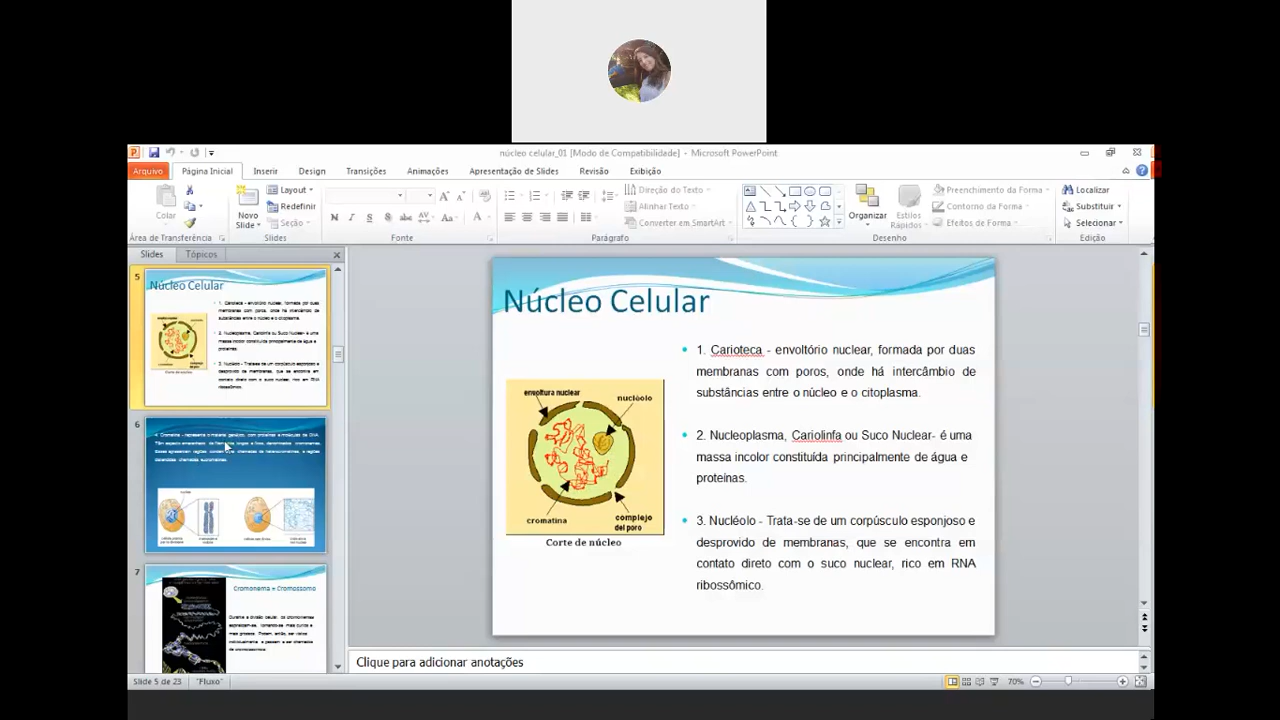 núcleo celular_01 [Modo de Compatibilidade] - Microsoft PowerPoint
Arquivo Página Inicial Inserir Design Transições Animações Apresentação de Slides Revisão Exibição
Colar
Novo Slide
Layout
Redefinir
Seção
Direção do Texto
Alinhar Texto
Converter em SmartArt
Organizar
Estilos Rápidos
Preenchimento da Forma
Contorno da Forma
Efeitos de Forma
Localizar
Substituir
Selecionar
Área de Transferência Slides Fonte Parágrafo Desenho Edição
Slides Tópicos
5
Núcleo Celular
6
7
Cromonema = Cromossomo
Núcleo Celular
envoltura nuclear
nuclèolo
cromatina
complejo
del poro
Corte de núcleo
• 1. Carioteca - envoltório nuclear, formada por duas
membranas com poros, onde há intercâmbio de
substâncias entre o núcleo e o citoplasma.
• 2. Nucleoplasma, Cariolinfa ou Suco Nuclear- é uma
massa incolor constituída principalmente de água e
proteínas.
• 3. Nucléolo - Trata-se de um corpúsculo esponjoso e
desprovido de membranas, que se encontra em
contato direto com o suco nuclear, rico em RNA
ribossômico.
Clique para adicionar anotações
Slide 5 de 23 "Fluxo" 70%